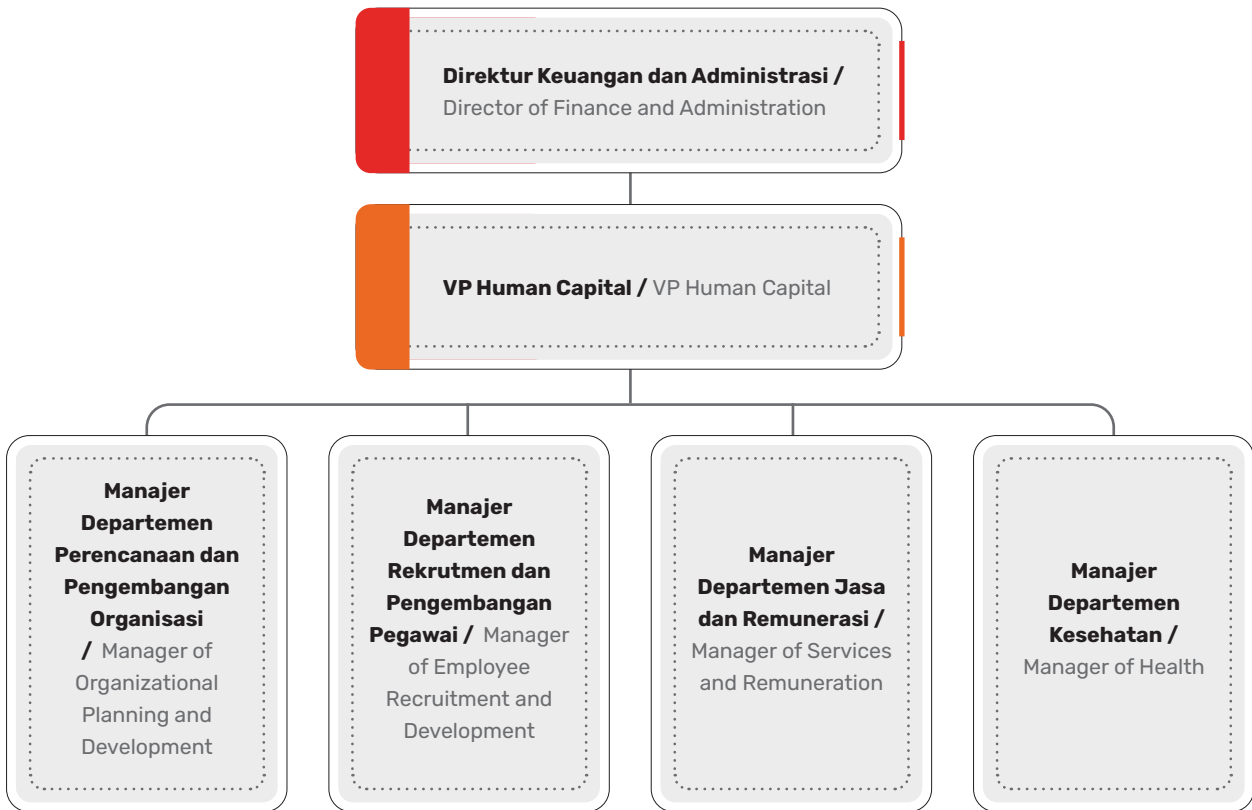 Direktur Keuangan dan Administrasi /
Director of Finance and Administration
VP Human Capital / VP Human Capital
Manajer
Departemen
Perencanaan dan
Pengembangan
Organisasi
/ Manager of
Organizational
Planning and
Development
Manajer
Departemen
Rekrutmen dan
Pengembangan
Pegawai / Manager
of Employee
Recruitment and
Development
Manajer
Departemen Jasa
dan Remunerasi /
Manager of Services
and Remuneration
Manajer
Departemen
Kesehatan /
Manager of Health